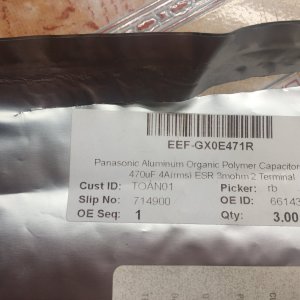 EEF-GX0E471R
Panasonic Aluminum Organic Polymer Capacitor
470uF 4A(rms) ESR 3mohm 2 Terminal
Cust ID: TOAN01 Picker: rb
Slip No: 714900 OE ID: 66143
OE Seq: 1 Qty: 3.00